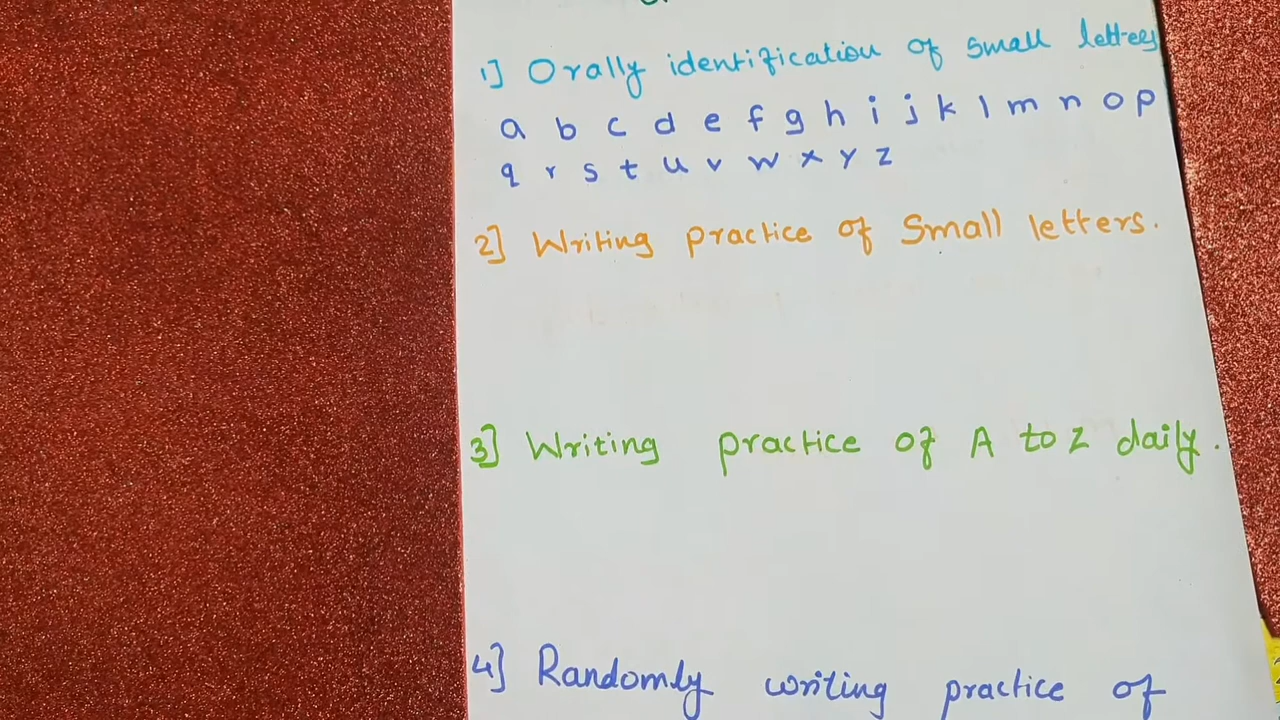 1] Orally identification of small letters
a b c d e f g h i j k l m n o p
q r s t u v w x y z
2] Writing practice of Small letters.
3] Writing practice of A to Z daily.
4] Randomly writing practice of